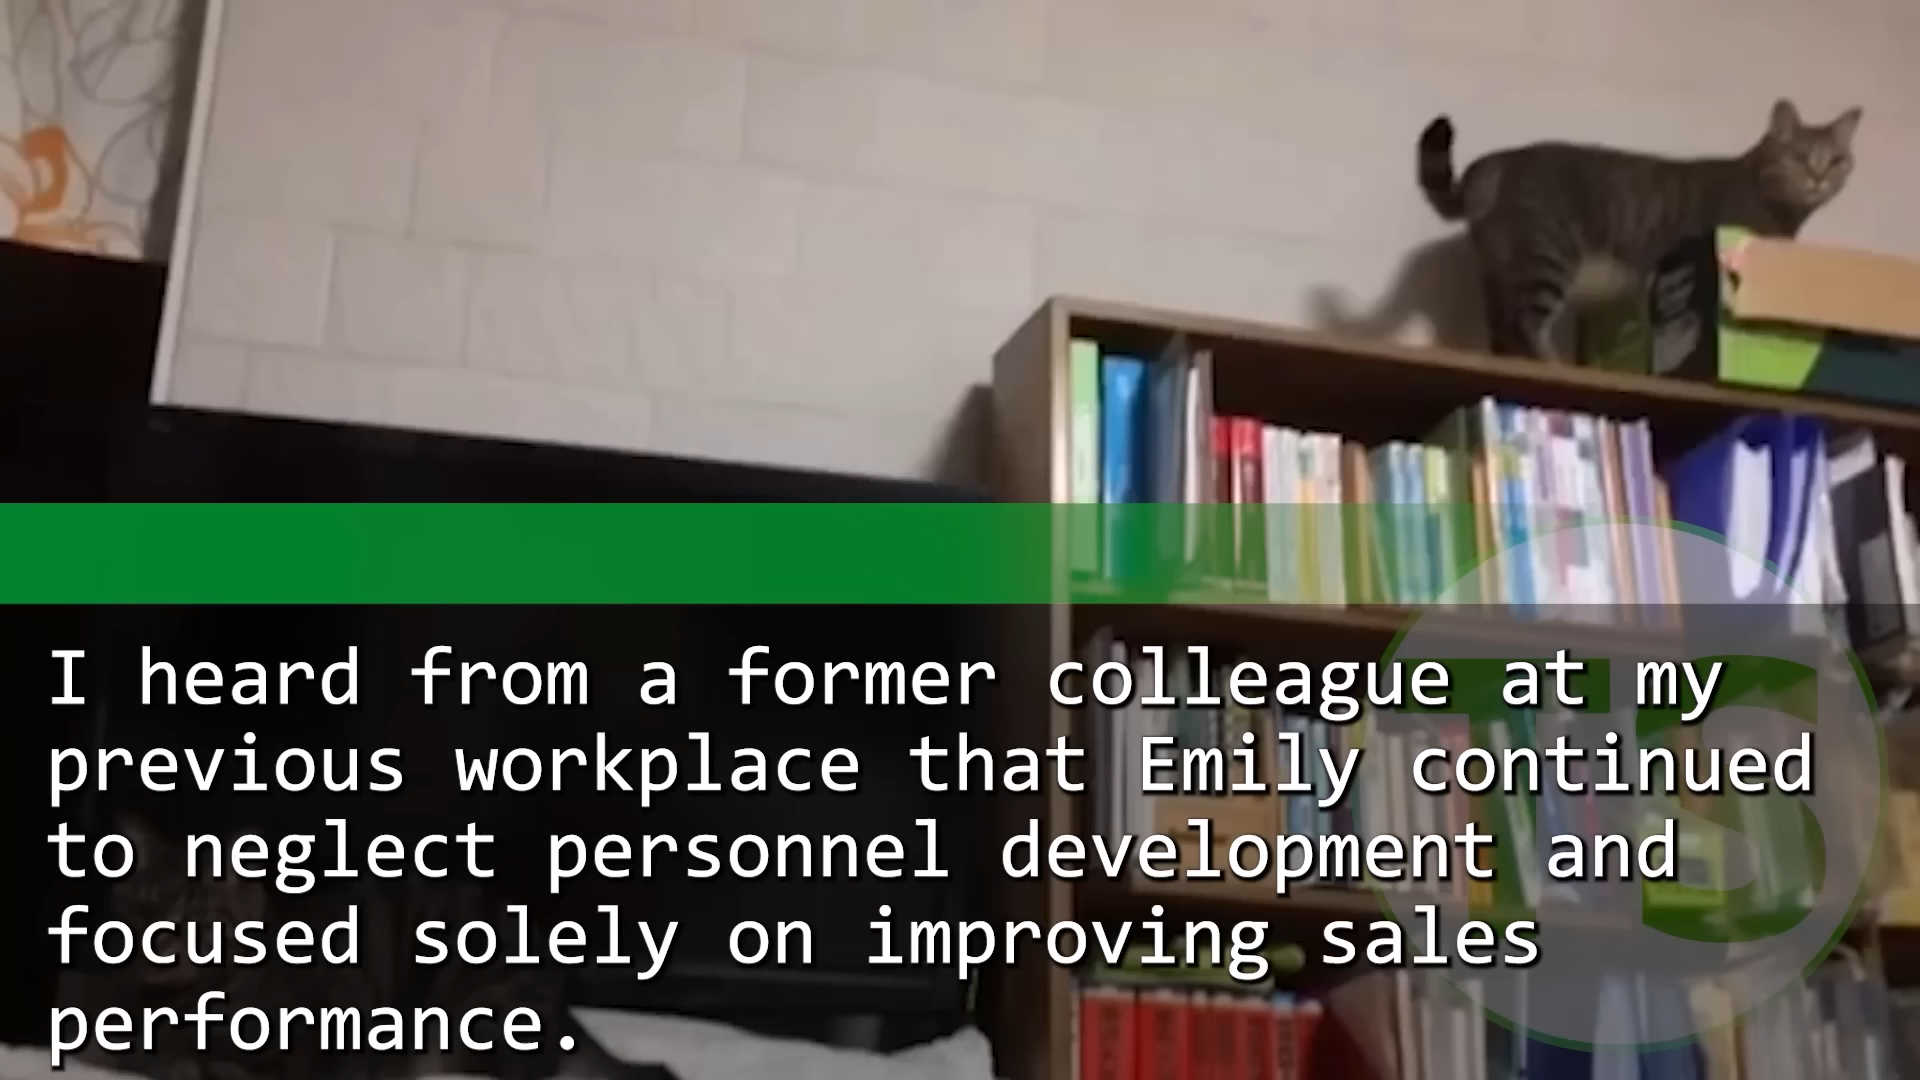 I heard from a former colleague at my
previous workplace that Emily continued
to neglect personnel development and
focused solely on improving sales
performance.
TS